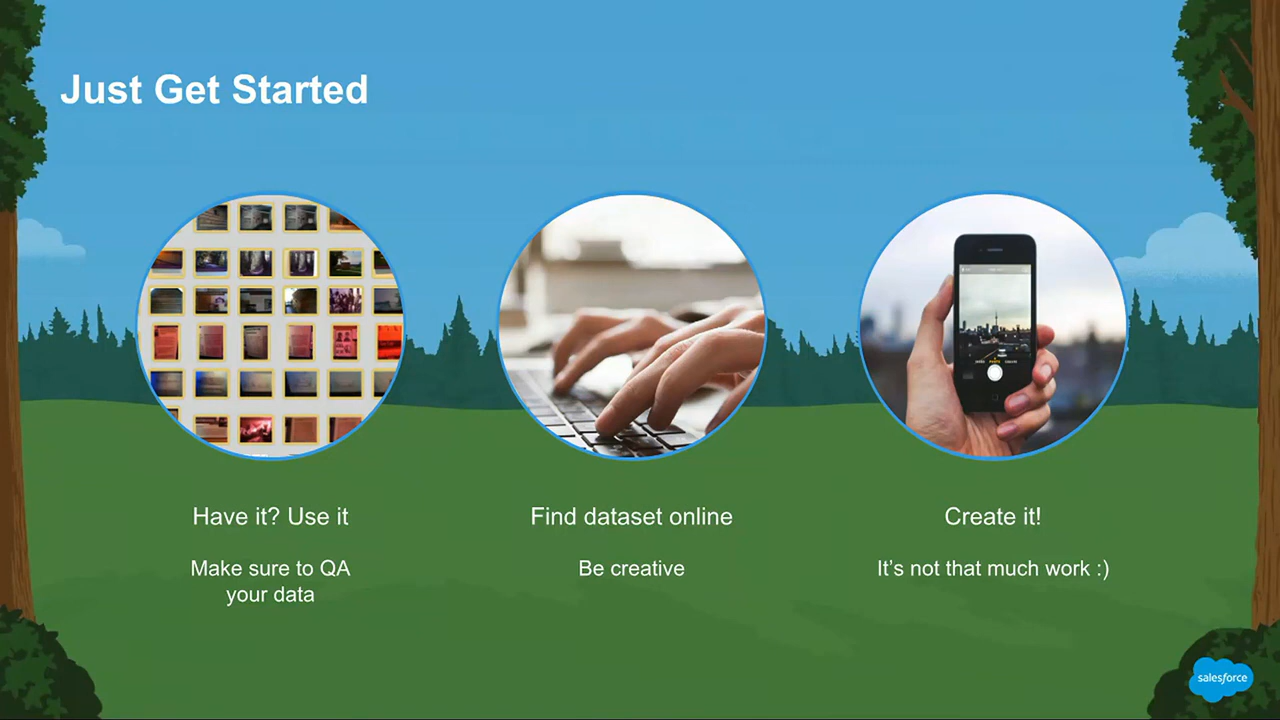 Just Get Started
Have it? Use it
Make sure to QA
your data
Find dataset online
Be creative
Create it!
It's not that much work :)
salesforce